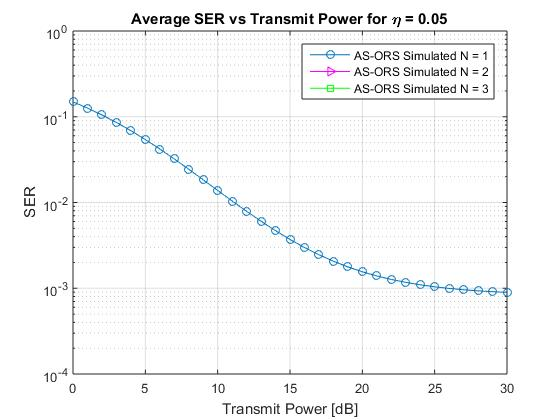 Average SER vs Transmit Power for η = 0.05
10^0
10^-1
10^-2
10^-3
10^-4
SER
AS-ORS Simulated N = 1
AS-ORS Simulated N = 2
AS-ORS Simulated N = 3
0 5 10 15 20 25 30
Transmit Power [dB]